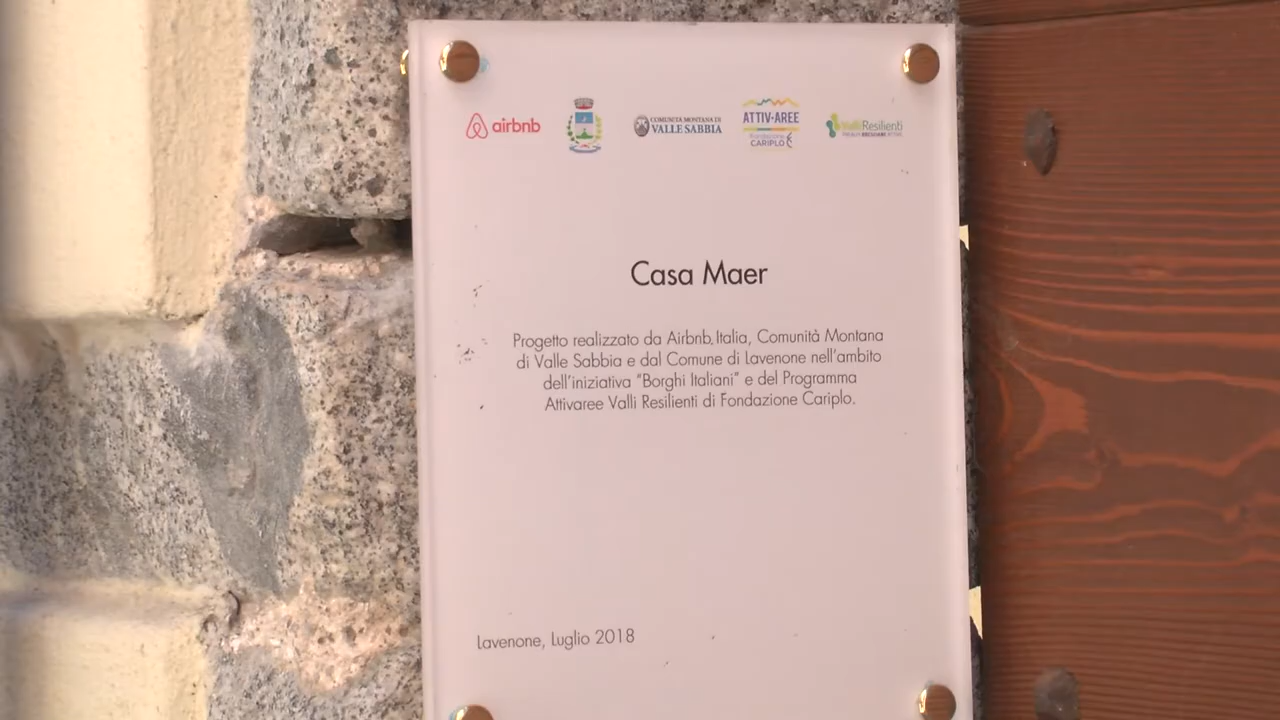 airbnb
COMUNITÀ MONTANA DI
VALLE SABBIA
ATTIV-AREE
Fondazione
CARIPLO
ValliResilienti
Casa Maer
Progetto realizzato da Airbnb Italia, Comunità Montana
di Valle Sabbia e dal Comune di Lavenone nell'ambito
dell'iniziativa "Borghi Italiani" e del Programma
Attivaree Valli Resilienti di Fondazione Cariplo.
Lavenone, Luglio 2018